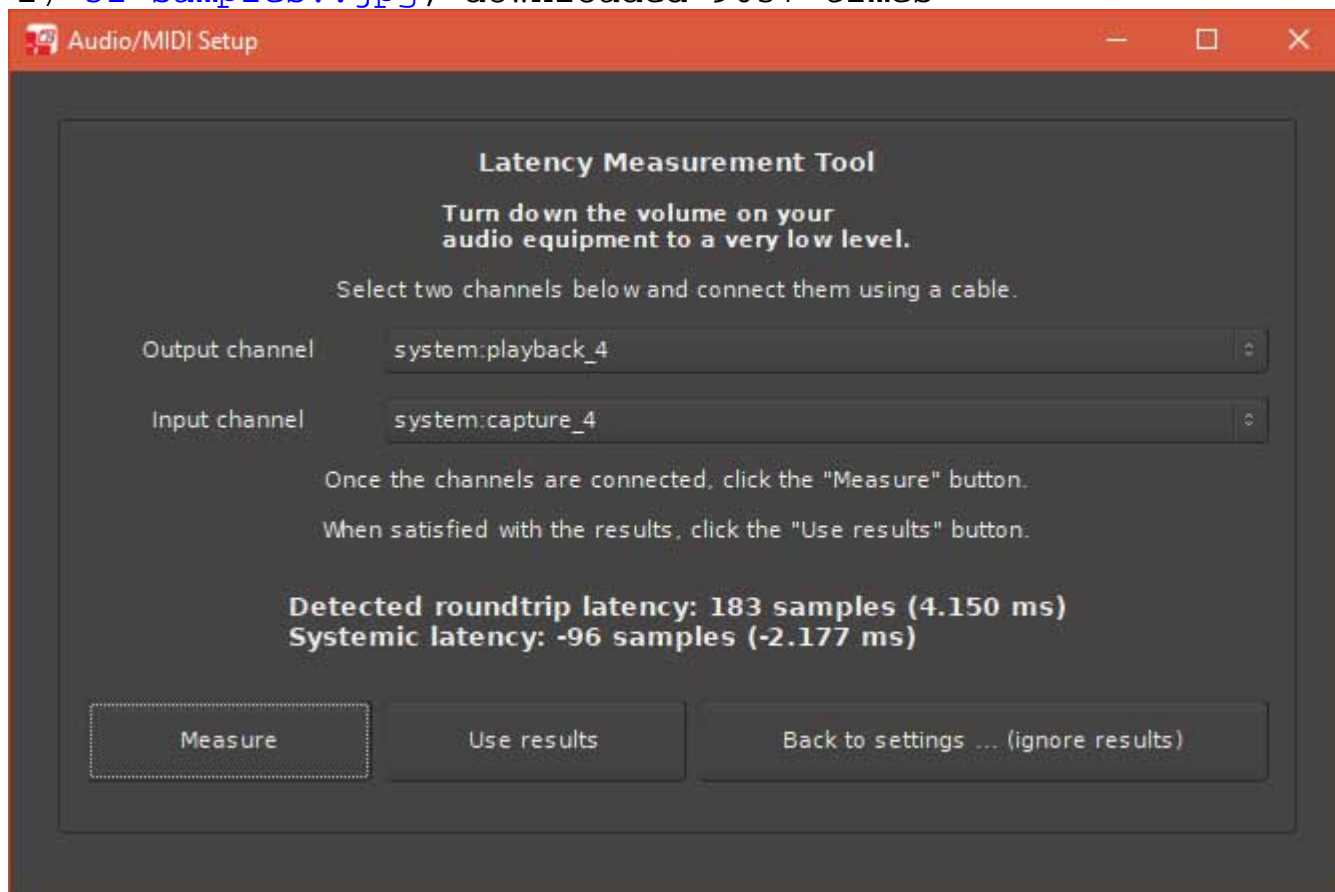 Audio/MIDI Setup
Latency Measurement Tool
Turn down the volume on your
audio equipment to a very low level.
Select two channels below and connect them using a cable.
Output channel system:playback_4
Input channel system:capture_4
Once the channels are connected, click the "Measure" button.
When satisfied with the results, click the "Use results" button.
Detected roundtrip latency: 183 samples (4.150 ms)
Systemic latency: -96 samples (-2.177 ms)
Measure Use results Back to settings ... (ignore results)